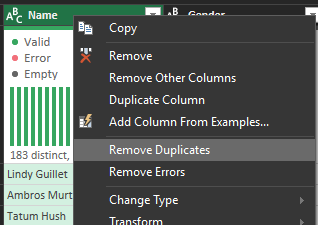 ABC Name
Gender
Valid
Error
Empty
183 distinct,
Lindy Guillet
Ambros Murt
Tatum Hush
Copy
Remove
Remove Other Columns
Duplicate Column
Add Column From Examples...
Remove Duplicates
Remove Errors
Change Type
Transform